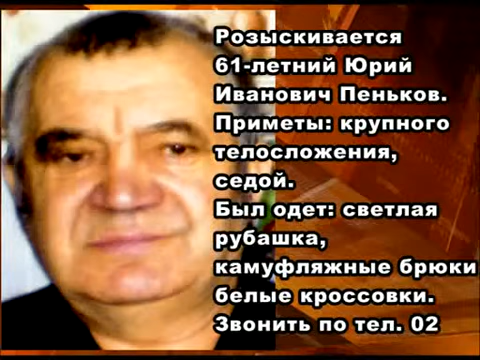 Розыскивается
61-летний Юрий
Иванович Пеньков.
Приметы: крупного
телосложения,
седой.
Был одет: светлая
рубашка,
камуфляжные брюки
белые кроссовки.
Звонить по тел. 02